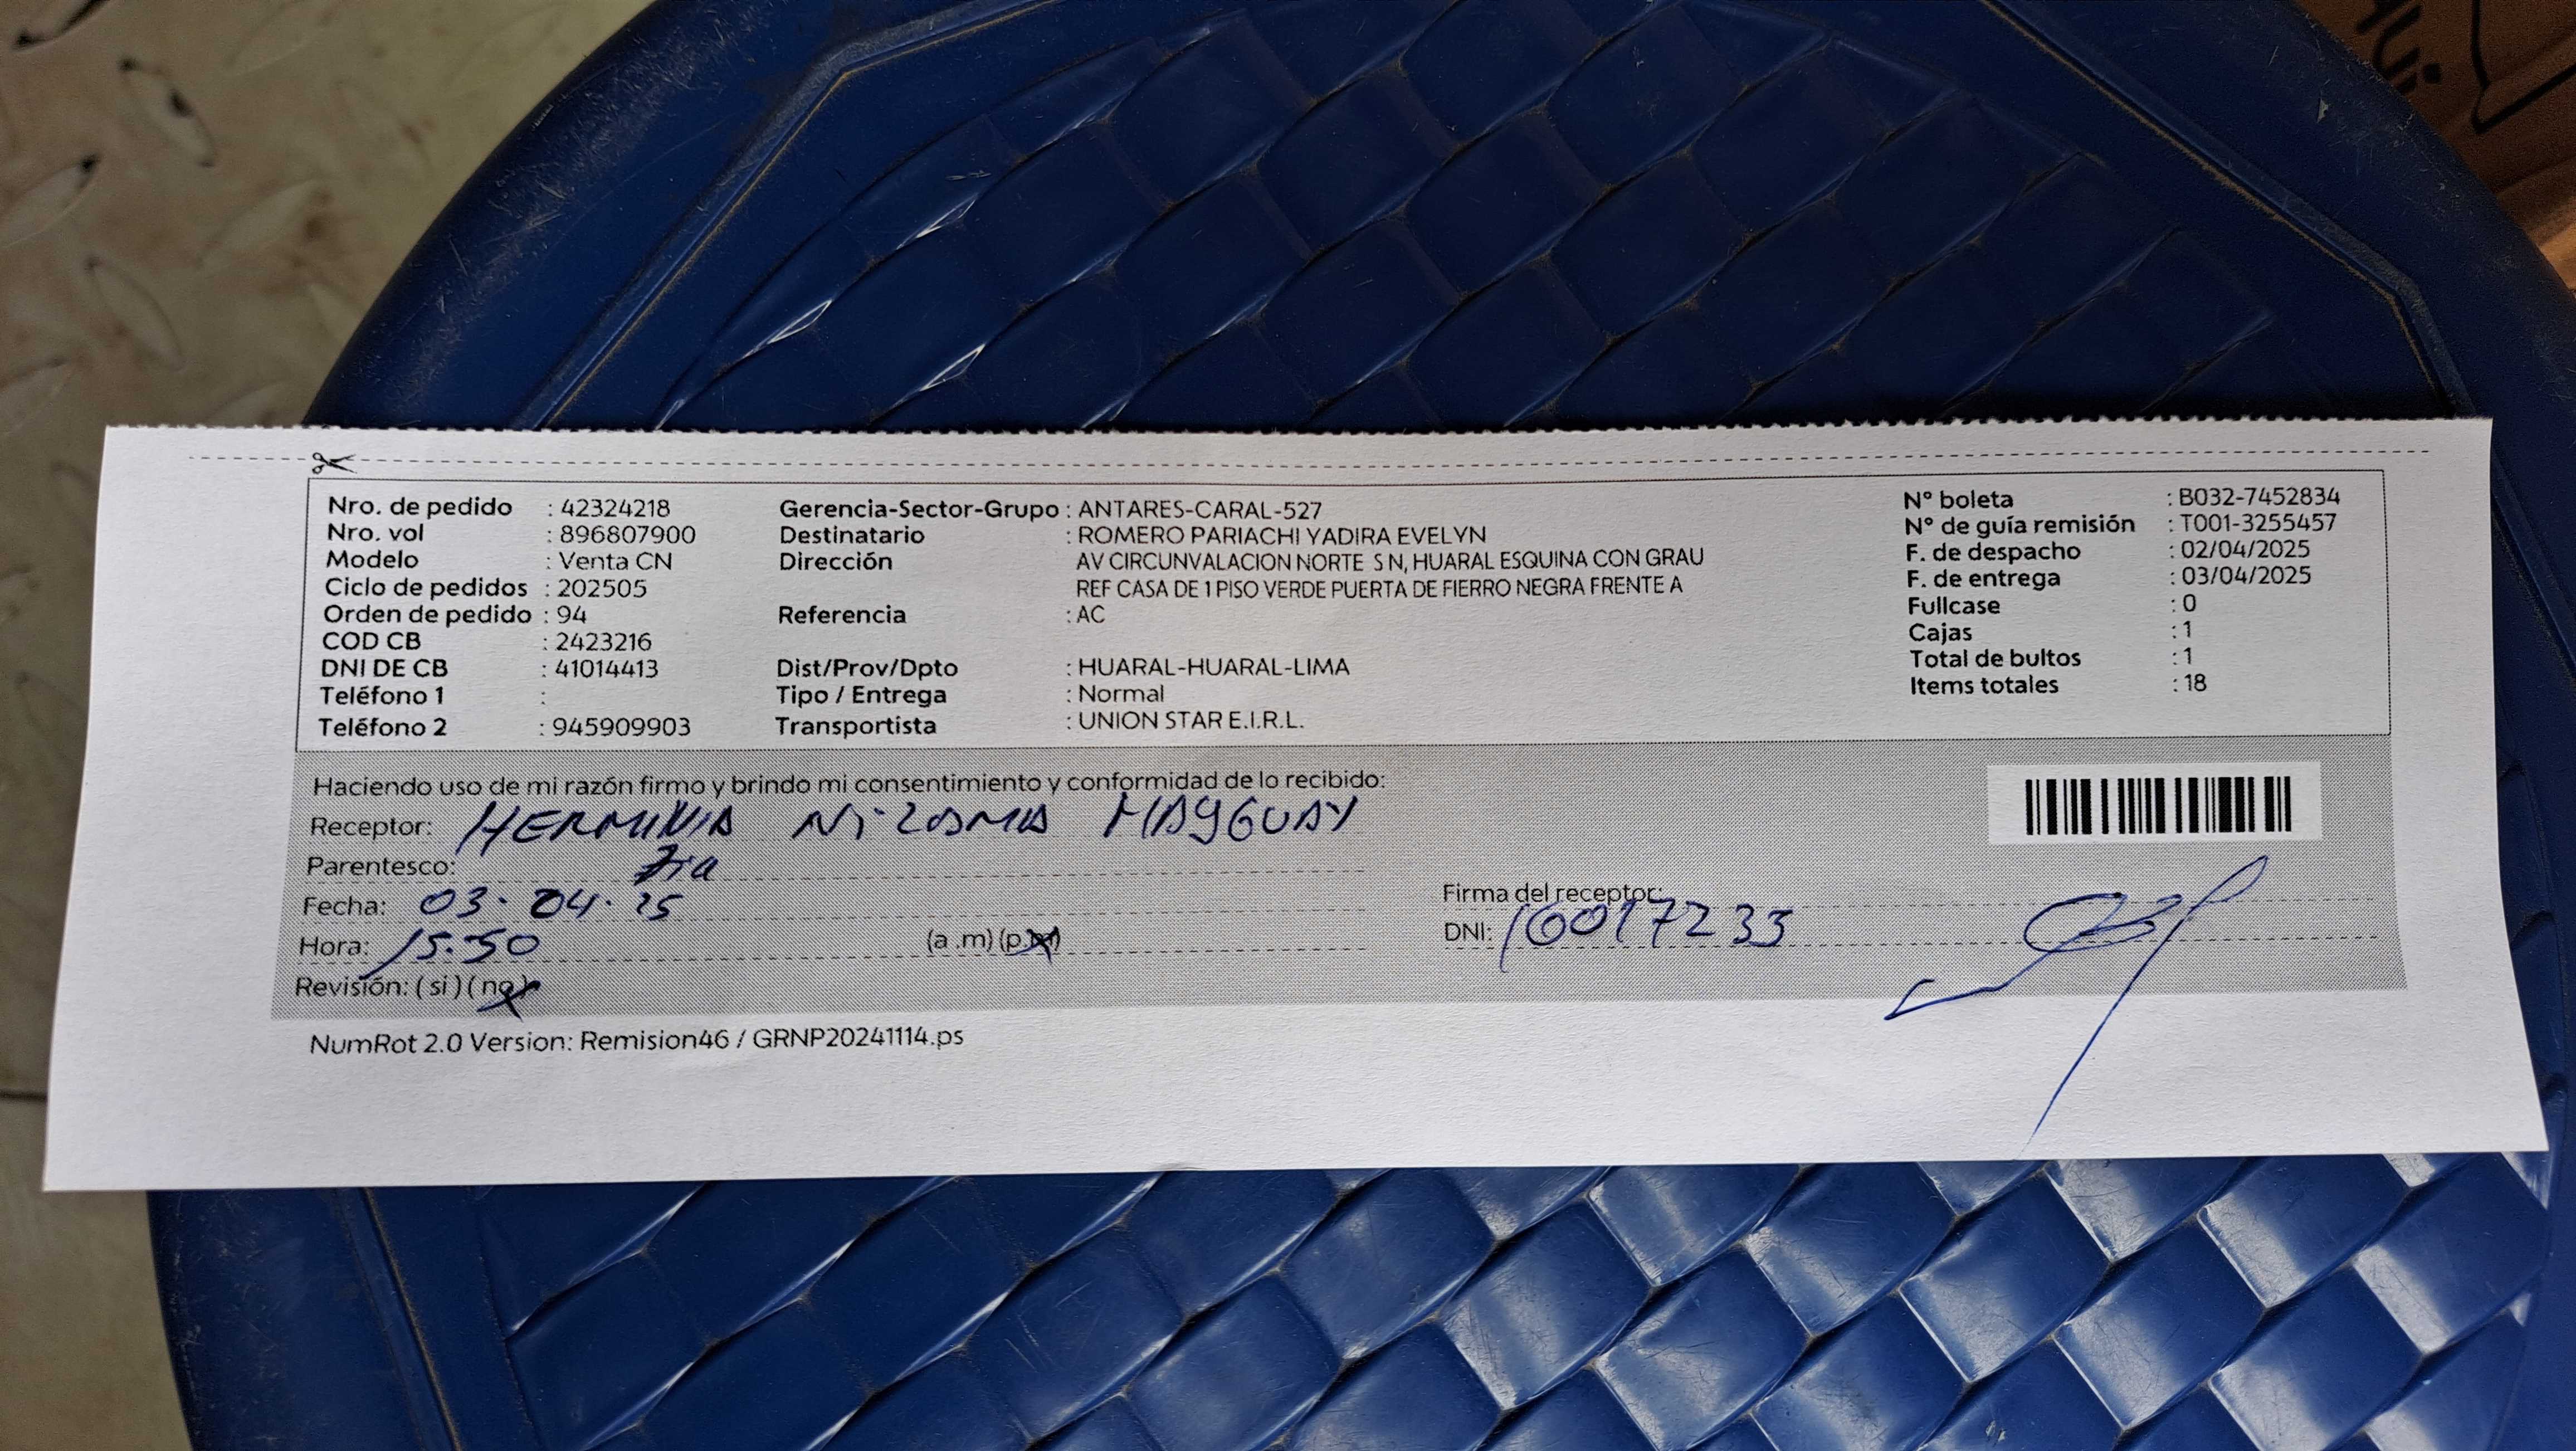 Nro. de pedido : 42324218
Nro. vol : 896807900
Modelo : Venta CN
Ciclo de pedidos : 202505
Orden de pedido : 94
COD CB : 2423216
DNI DE CB : 41014413
Teléfono 1 :
Teléfono 2 : 945909903
Gerencia-Sector-Grupo : ANTARES-CARAL-527
Destinatario : ROMERO PARIACHI YADIRA EVELYN
Dirección AV CIRCUNVALACION NORTE S N, HUARAL ESQUINA CON GRAU
REF CASA DE 1 PISO VERDE PUERTA DE FIERRO NEGRA FRENTE A
Referencia : AC
Dist/Prov/Dpto : HUARAL-HUARAL-LIMA
Tipo / Entrega : Normal
Transportista : UNION STAR E.I.R.L.
N° boleta : B032-7452834
N° de guía remisión : T001-3255457
F. de despacho : 02/04/2025
F. de entrega : 03/04/2025
Fullcase : 0
Cajas : 1
Total de bultos : 1
Items totales : 18
Haciendo uso de mi razón firmo y brindo mi consentimiento y conformidad de lo recibido:
Receptor: HERMINIA
Parentesco: Tia
Fecha: 03.04.25
Hora: 15.50 (a .m) (p.m)
Revisión: ( si ) ( no )
Firma del receptor:
DNI: 16017233
NumRot 2.0 Version: Remision46 / GRNP20241114.ps